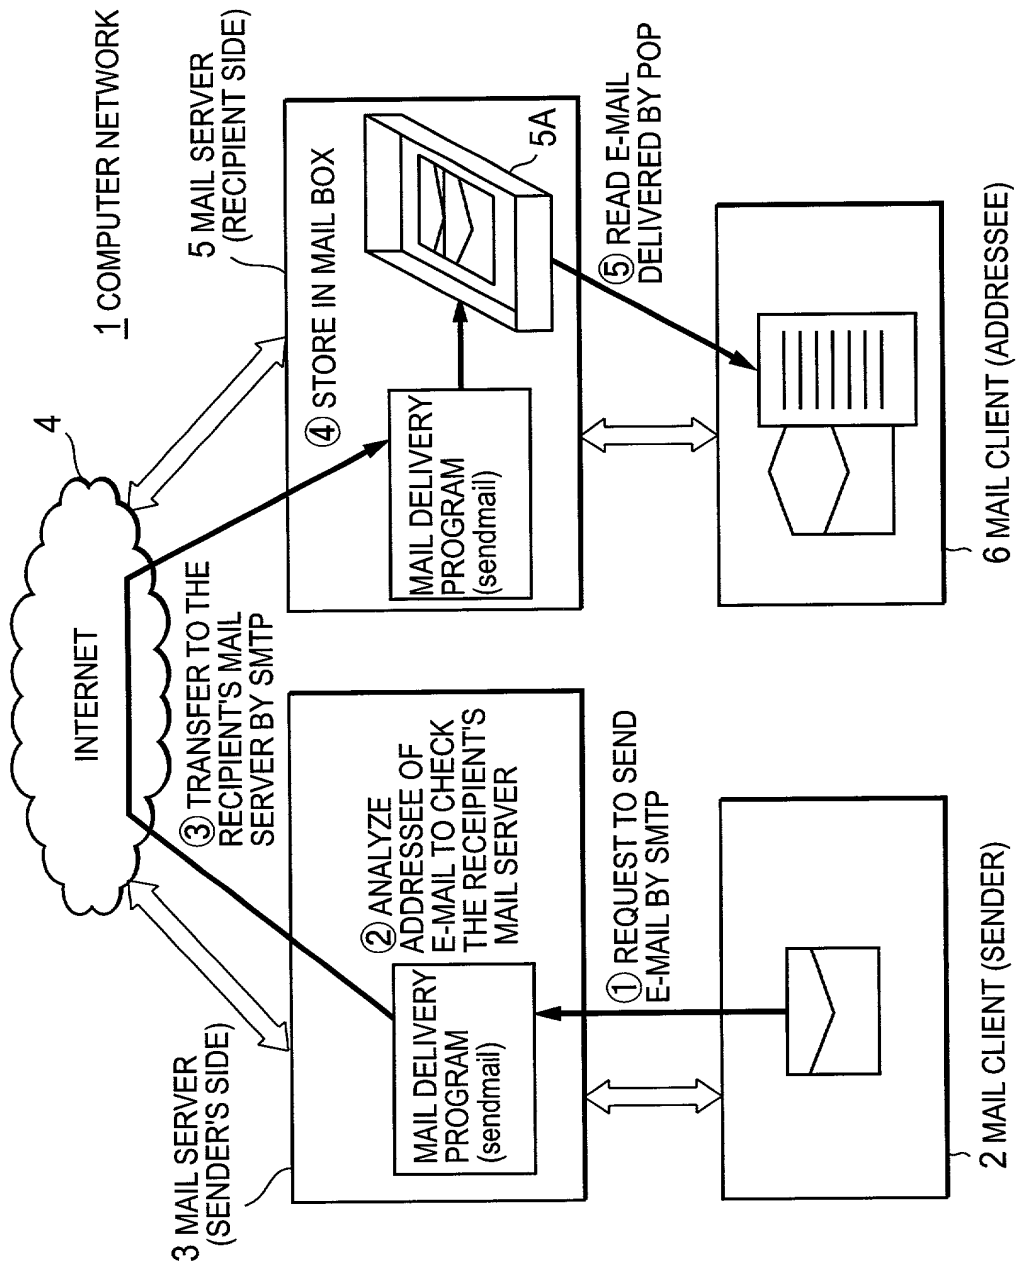 1 COMPUTER NETWORK
4
INTERNET
3 MAIL SERVER
(SENDER'S SIDE)
5 MAIL SERVER
(RECIPIENT SIDE)
③ TRANSFER TO THE
RECIPIENT'S MAIL
SERVER BY SMTP
② ANALYZE
ADDRESSEE OF
E-MAIL TO CHECK
THE RECEIPIENT'S
MAIL SERVER
MAIL DELIVERY
PROGRAM
(sendmail)
④ STORE IN MAIL BOX
MAIL DELIVERY
PROGRAM
(sendmail)
5A
① REQUEST TO SEND
E-MAIL BY SMTP
⑤ READ E-MAIL
DELIVERED BY POP
2 MAIL CLIENT (SENDER)
6 MAIL CLIENT (ADDRESSEE)